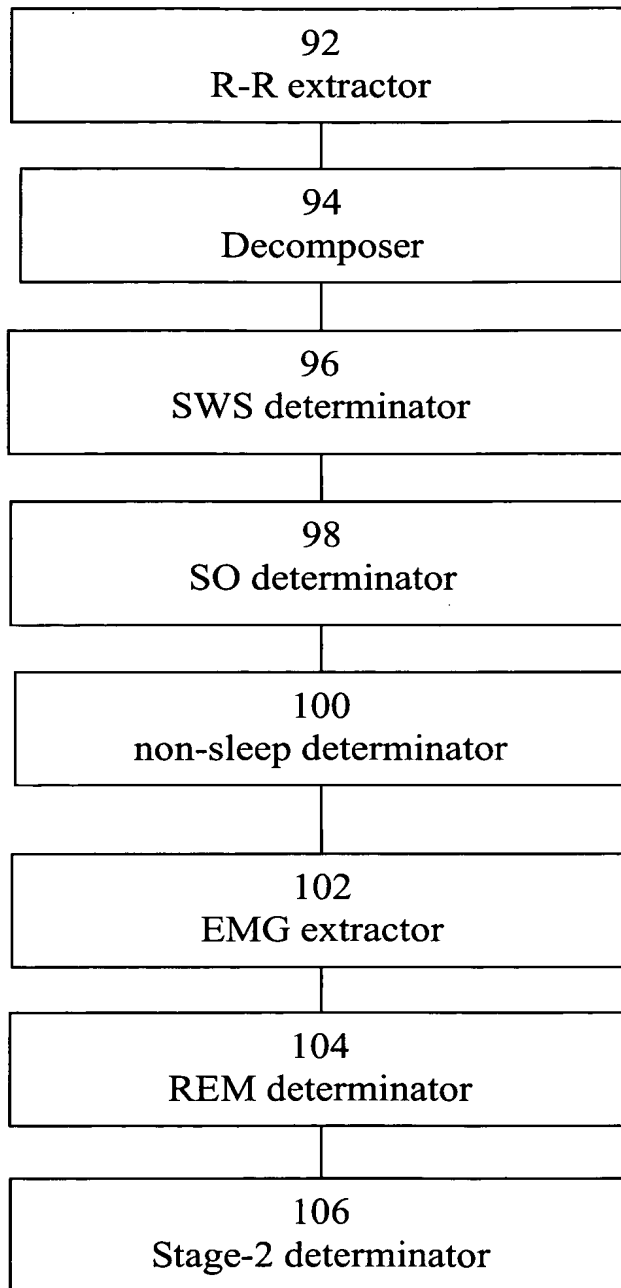 92
R-R extractor
94
Decomposer
96
SWS determinator
98
SO determinator
100
non-sleep determinator
102
EMG extractor
104
REM determinator
106
Stage-2 determinator